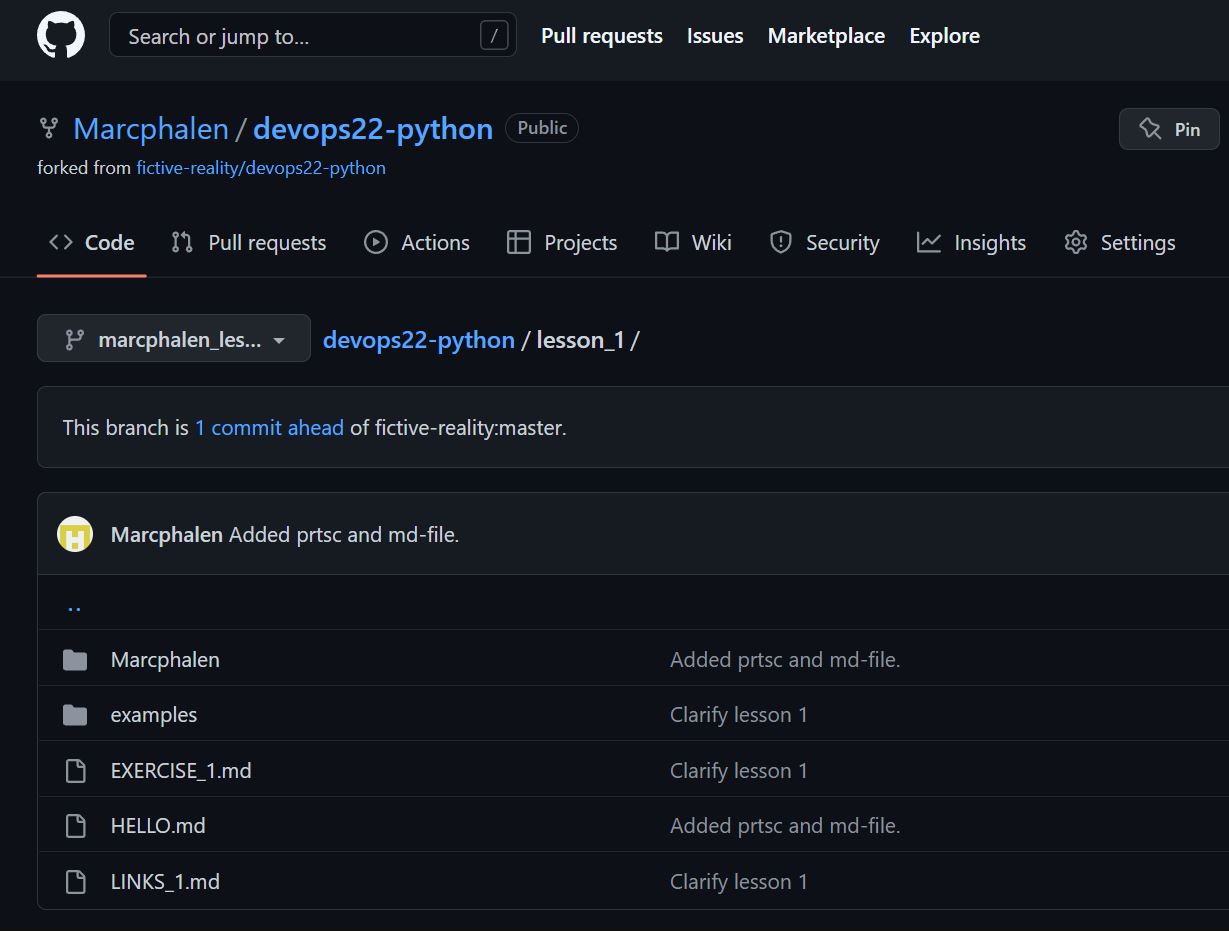 Search or jump to... /
Pull requests Issues Marketplace Explore
Marcphalen / devops22-python Public
Pin
forked from fictive-reality/devops22-python
Code Pull requests Actions Projects Wiki Security Insights Settings
marcphalen_les... devops22-python / lesson_1 /
This branch is 1 commit ahead of fictive-reality:master.
Marcphalen Added prtsc and md-file.
..
Marcphalen Added prtsc and md-file.
examples Clarify lesson 1
EXERCISE_1.md Clarify lesson 1
HELLO.md Added prtsc and md-file.
LINKS_1.md Clarify lesson 1